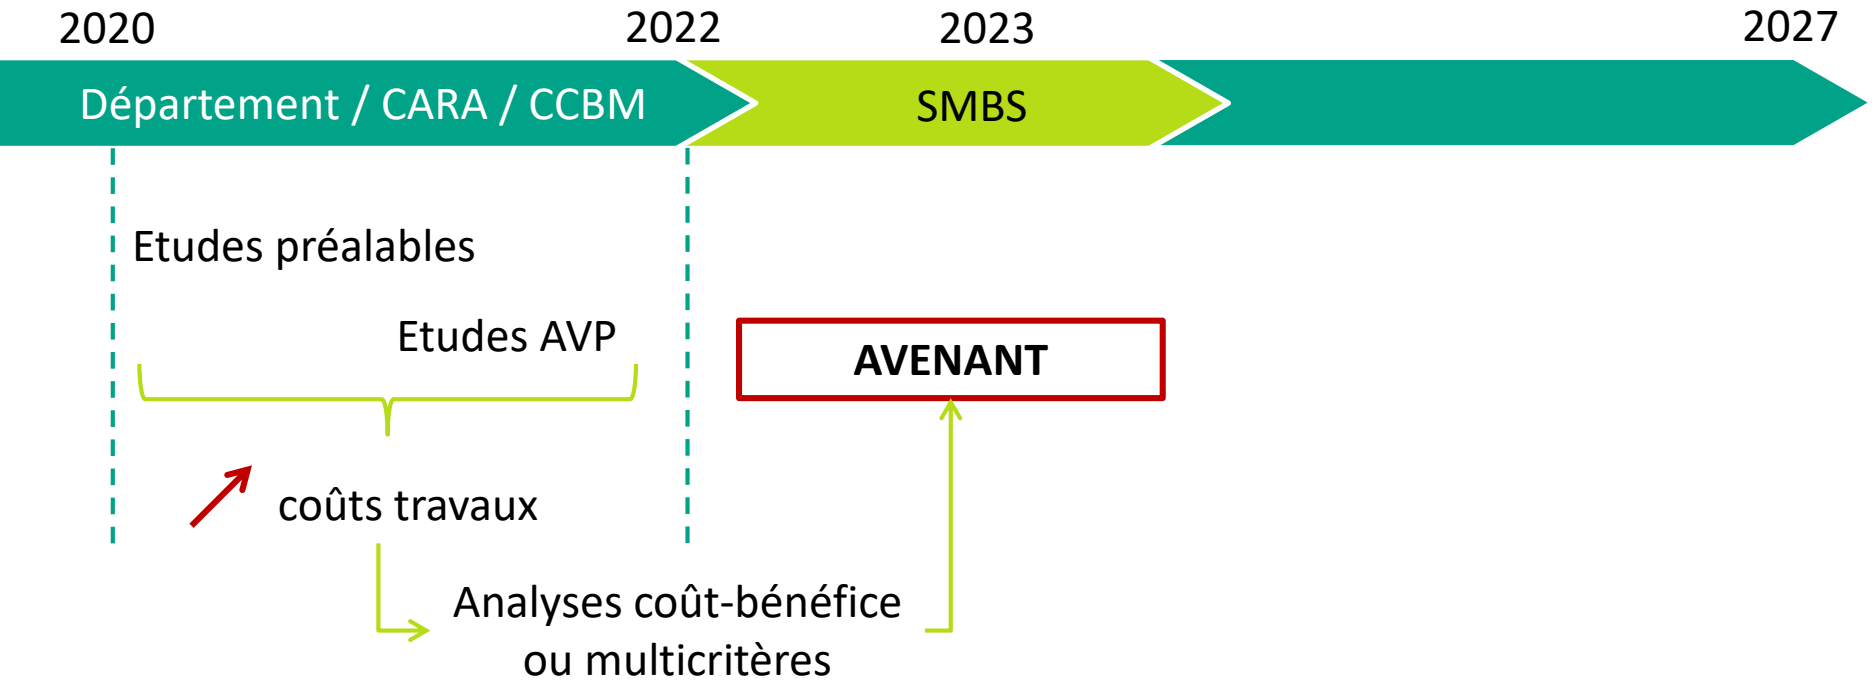 2020
2022
2023
2027
Département / CARA / CCBM
SMBS
Etudes préalables
Etudes AVP
AVENANT
coûts travaux
Analyses coût-bénéfice
ou multicritères